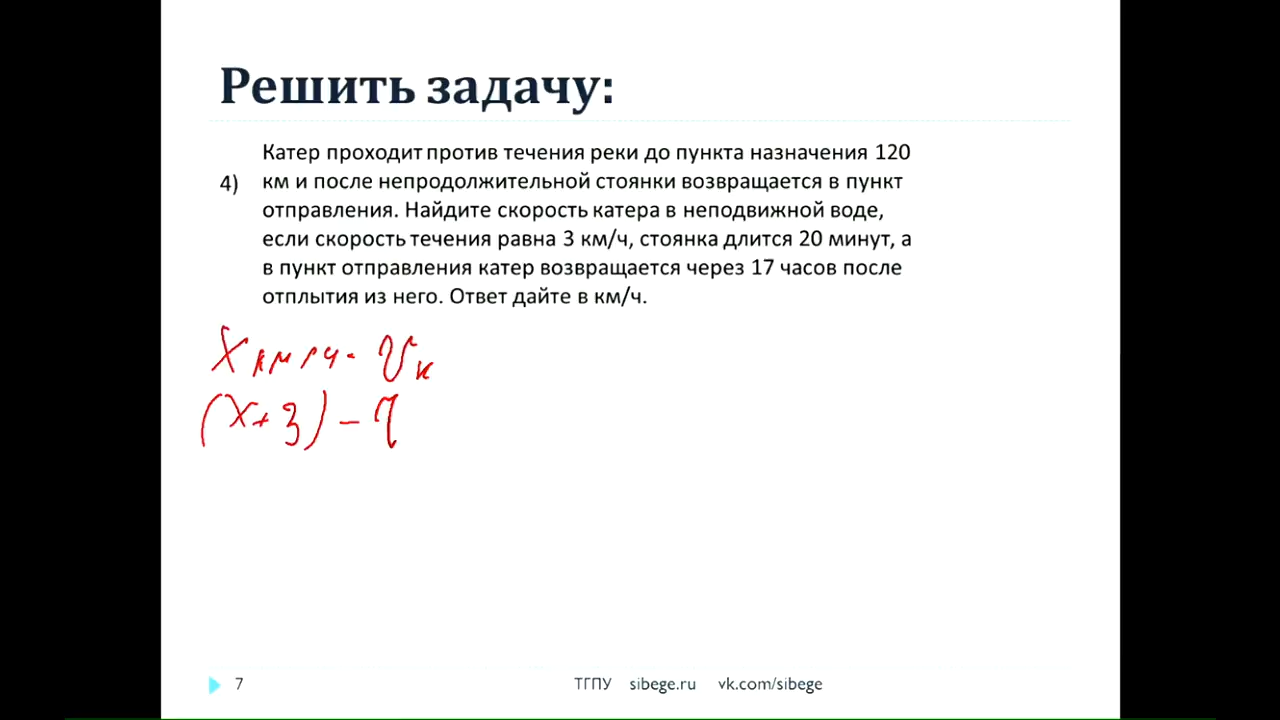 Решить задачу:
Катер проходит против течения реки до пункта назначения 120
4) км и после непродолжительной стоянки возвращается в пункт
отправления. Найдите скорость катера в неподвижной воде,
если скорость течения равна 3 км/ч, стоянка длится 20 минут, а
в пункт отправления катер возвращается через 17 часов после
отплытия из него. Ответ дайте в км/ч.
X км/ч - Vк
(x+3) -
7 ТГПУ sibege.ru vk.com/sibege